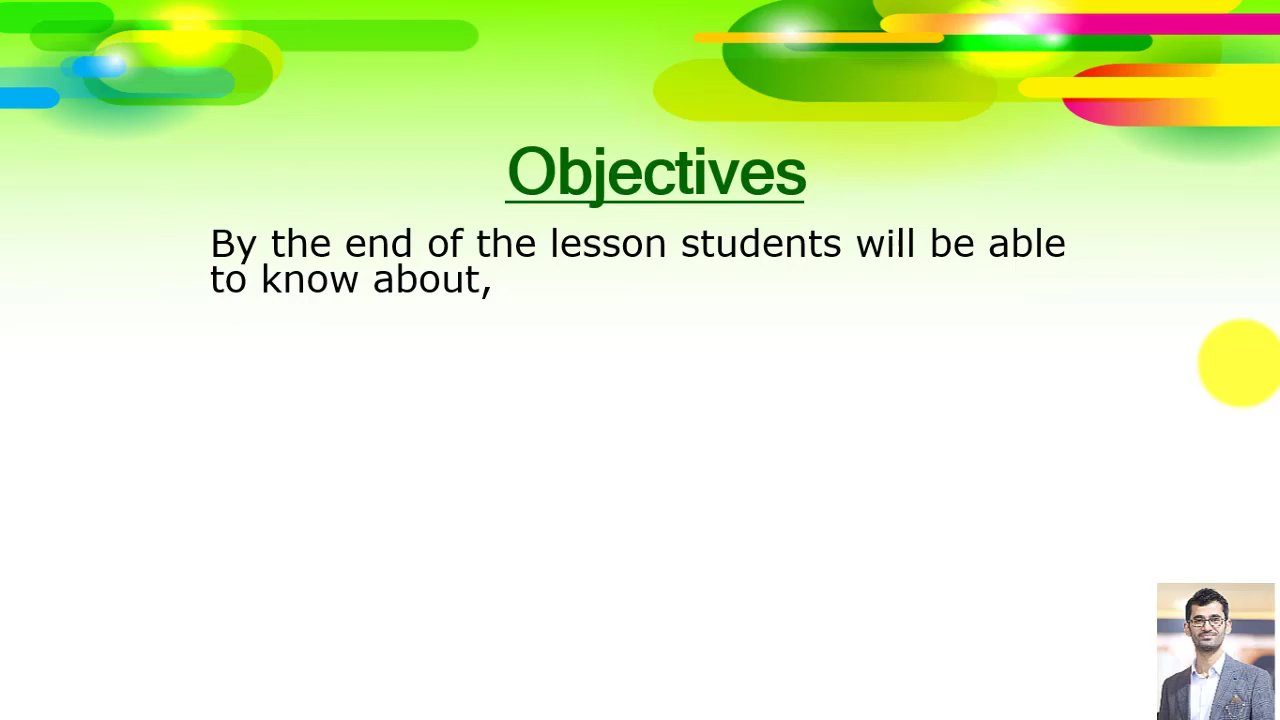 Objectives
By the end of the lesson students will be able
to know about,